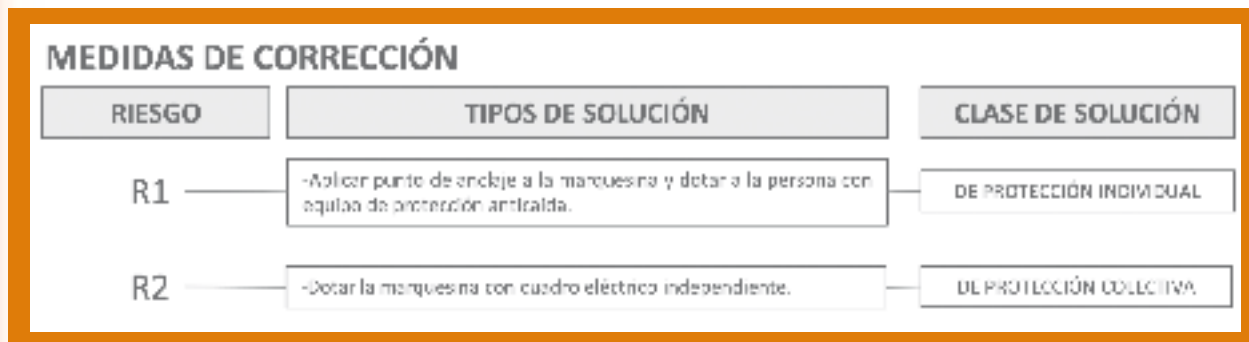 MEDIDAS DE CORRECCIÓN
RIESGO TIPOS DE SOLUCIÓN CLASE DE SOLUCIÓN
R1 -Aplicar punto de anclaje a la marquesina y dotar a la persona con DE PROTECCIÓN INDIVIDUAL
equipo de protección anticaída.
R2 -Dotar la marquesina con cuadro eléctrico independiente. DE PROTECCIÓN COLECTIVA